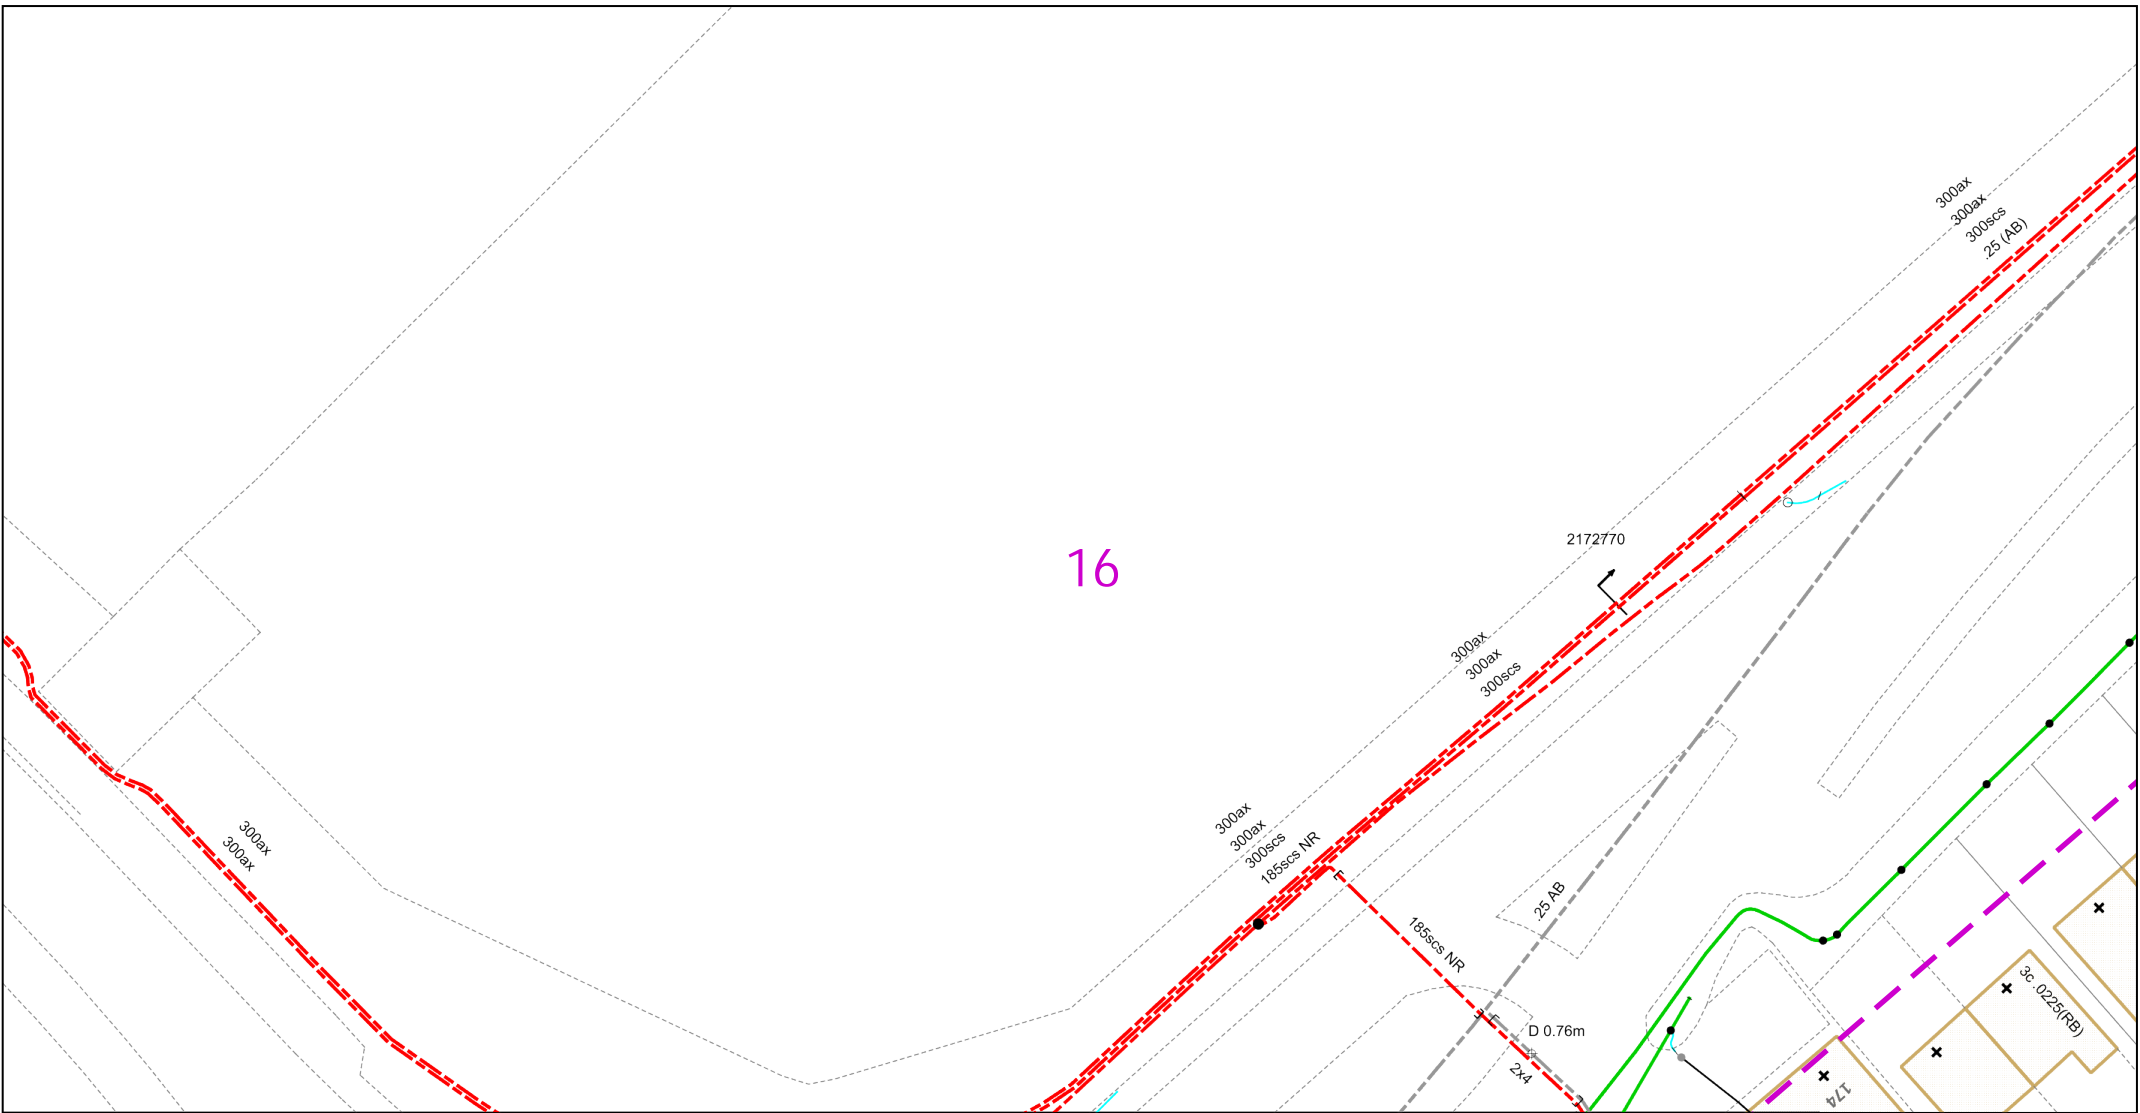 300ax
300ax
300scs
.25 (AB)
2172770
16
300ax
300ax
300scs
300ax
300ax
300scs
185scs NR
300ax
300ax
.25 AB
185scs NR
E
E
D 0.76m
2x4
3c .0225(RB)
174